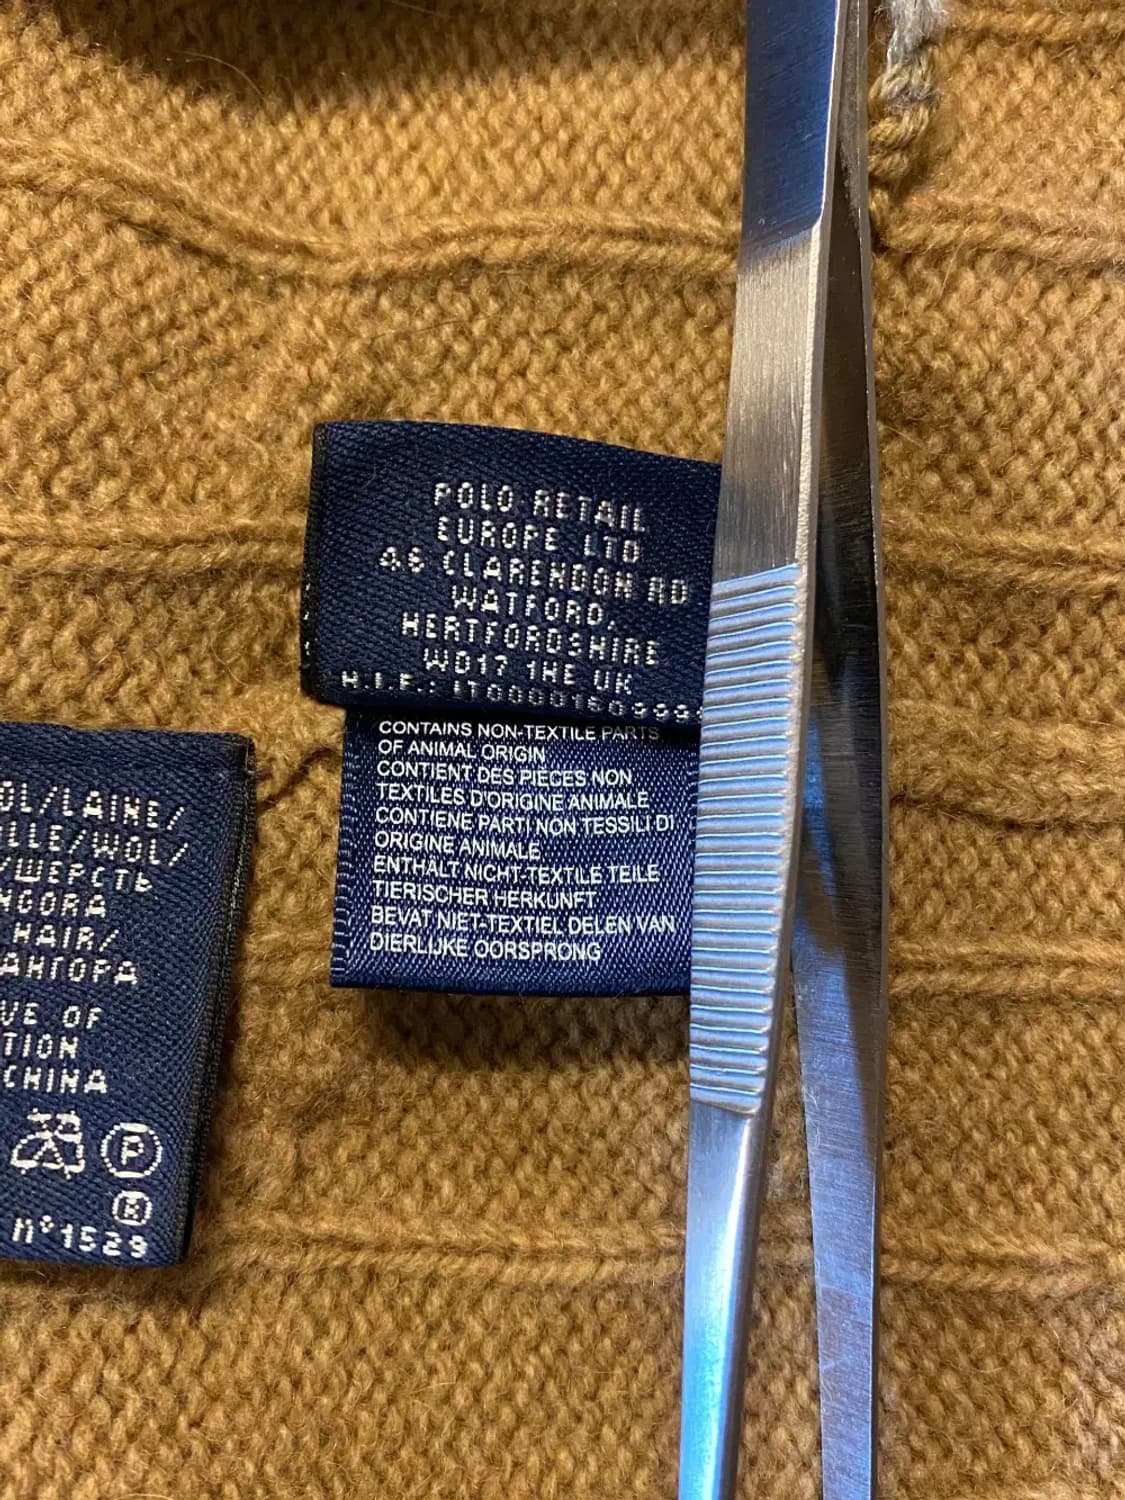 POLO RETAIL
EUROPE LTD
46 CLARENDON RD
WATFORD,
HERTFORDSHIRE
WD17 1HE UK
N.I.F.: IT00001609999
CONTAINS NON-TEXTILE PARTS
OF ANIMAL ORIGIN
CONTIENT DES PIECES NON
TEXTILES D'ORIGINE ANIMALE
CONTIENE PARTI NON TESSILI DI
ORIGINE ANIMALE
ENTHÄLT NICHT-TEXTILE TEILE
TIERISCHER HERKUNFT
BEVAT NIET-TEXTIEL DELEN VAN
DIERLIJKE OORSPRONG
OL/LAINE/
LLE/WOL/
/ШЕРСТЬ
NGORA
HAIR/
АНГОРА
VE OF
TION
CHINA
P
R
n°1529